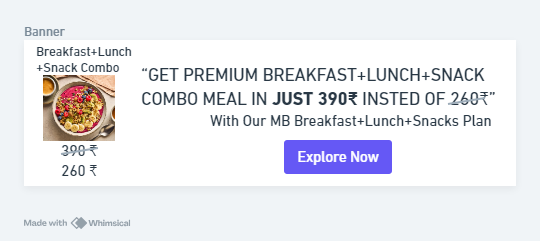 Banner
Breakfast+Lunch
+Snack Combo
390 ₹
260 ₹
“GET PREMIUM BREAKFAST+LUNCH+SNACK
COMBO MEAL IN JUST 390₹ INSTED OF 260₹”
With Our MB Breakfast+Lunch+Snacks Plan
Explore Now
Made with Whimsical